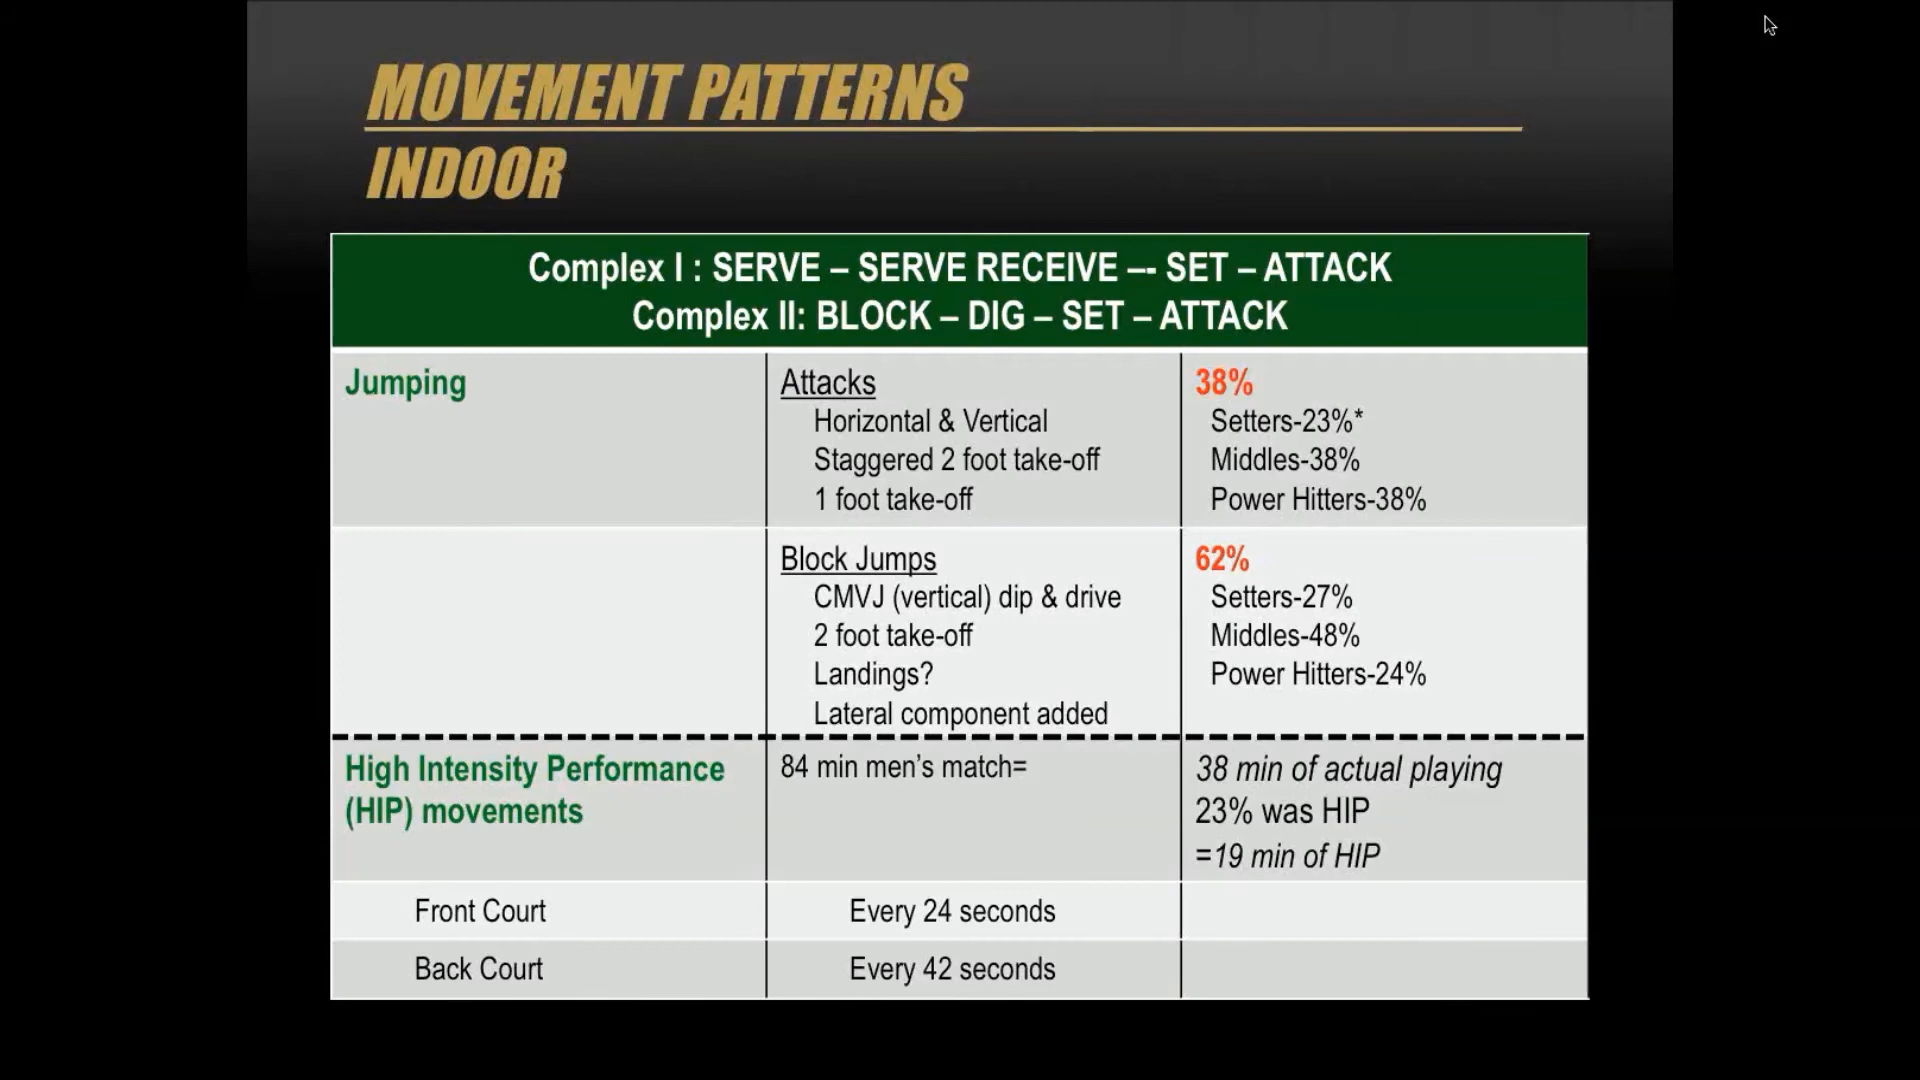 MOVEMENT PATTERNS
INDOOR
Complex I : SERVE – SERVE RECEIVE –- SET – ATTACK
Complex II: BLOCK – DIG – SET – ATTACK
Jumping
Attacks
Horizontal & Vertical
Staggered 2 foot take-off
1 foot take-off
38%
Setters-23%*
Middles-38%
Power Hitters-38%
Block Jumps
CMVJ (vertical) dip & drive
2 foot take-off
Landings?
Lateral component added
62%
Setters-27%
Middles-48%
Power Hitters-24%
High Intensity Performance
(HIP) movements
84 min men’s match=
38 min of actual playing
23% was HIP
=19 min of HIP
Front Court
Every 24 seconds
Back Court
Every 42 seconds